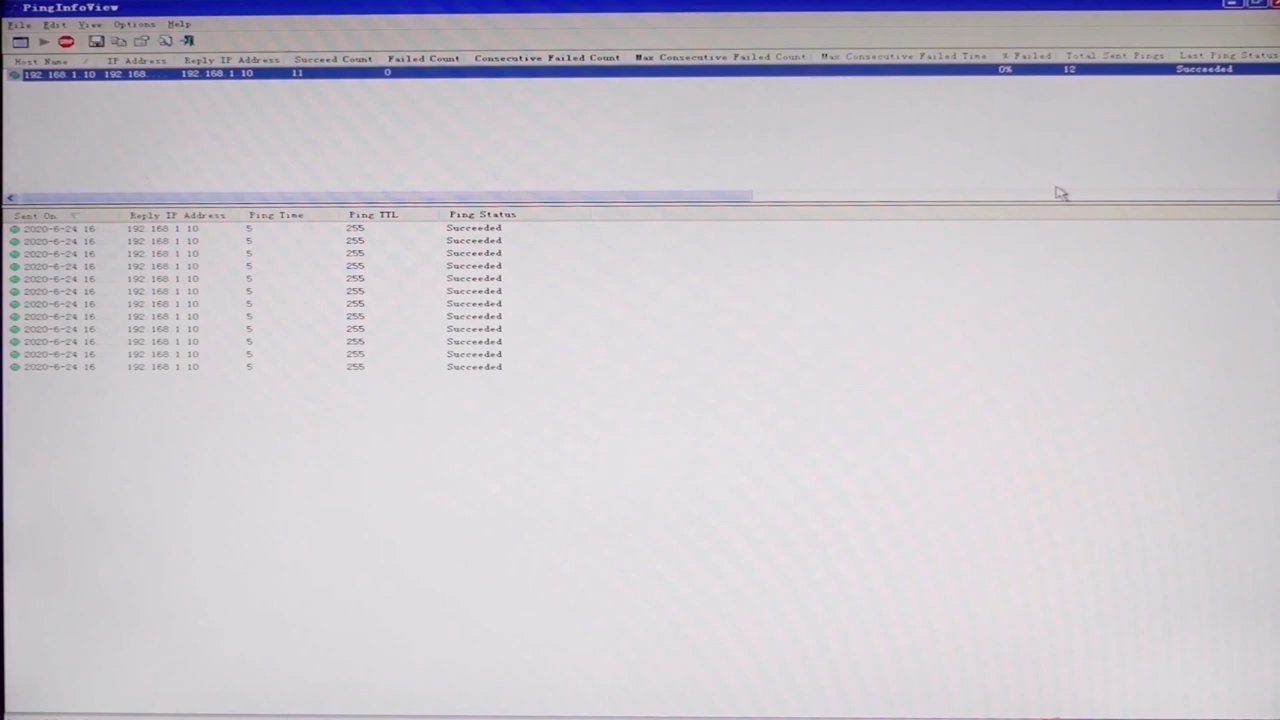 PingInfoView
File Edit View Options Help
Host Name / IP Address Reply IP Address Succeed Count Failed Count Consecutive Failed Count Max Consecutive Failed Count Max Consecutive Failed Time % Failed Total Sent Pings Last Ping Status
192.168.1.10 192.168.... 192.168.1.10 11 0 0% 12 Succeeded
Sent On Reply IP Address Ping Time Ping TTL Ping Status
2020-6-24 16 192.168.1.10 5 255 Succeeded
2020-6-24 16 192.168.1.10 5 255 Succeeded
2020-6-24 16 192.168.1.10 5 255 Succeeded
2020-6-24 16 192.168.1.10 5 255 Succeeded
2020-6-24 16 192.168.1.10 5 255 Succeeded
2020-6-24 16 192.168.1.10 5 255 Succeeded
2020-6-24 16 192.168.1.10 5 255 Succeeded
2020-6-24 16 192.168.1.10 5 255 Succeeded
2020-6-24 16 192.168.1.10 5 255 Succeeded
2020-6-24 16 192.168.1.10 5 255 Succeeded
2020-6-24 16 192.168.1.10 5 255 Succeeded
2020-6-24 16 192.168.1.10 5 255 Succeeded